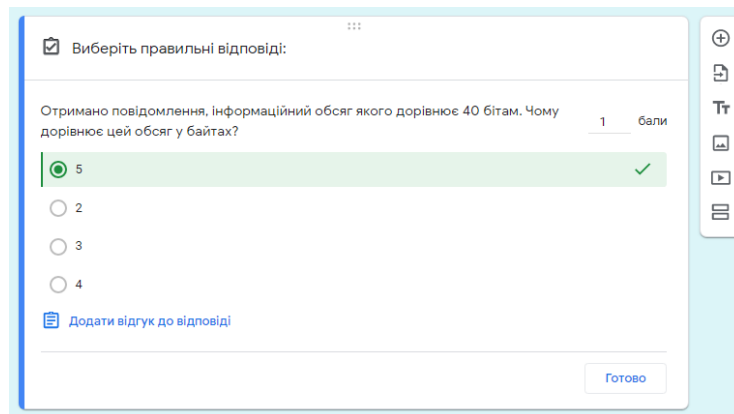 Виберіть правильні відповіді:
Отримано повідомлення, інформаційний обсяг якого дорівнює 40 бітам. Чому
дорівнює цей обсяг у байтах?
1 бали
5
2
3
4
Додати відгук до відповіді
Готово
Тт